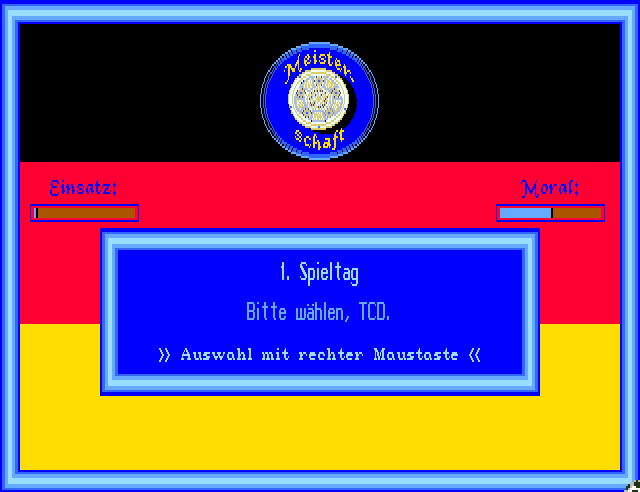 Meister-
schaft
Einsatz:
Moral:
1. Spieltag
Bitte wählen, TCD.
》 Auswahl mit rechter Maustaste 《